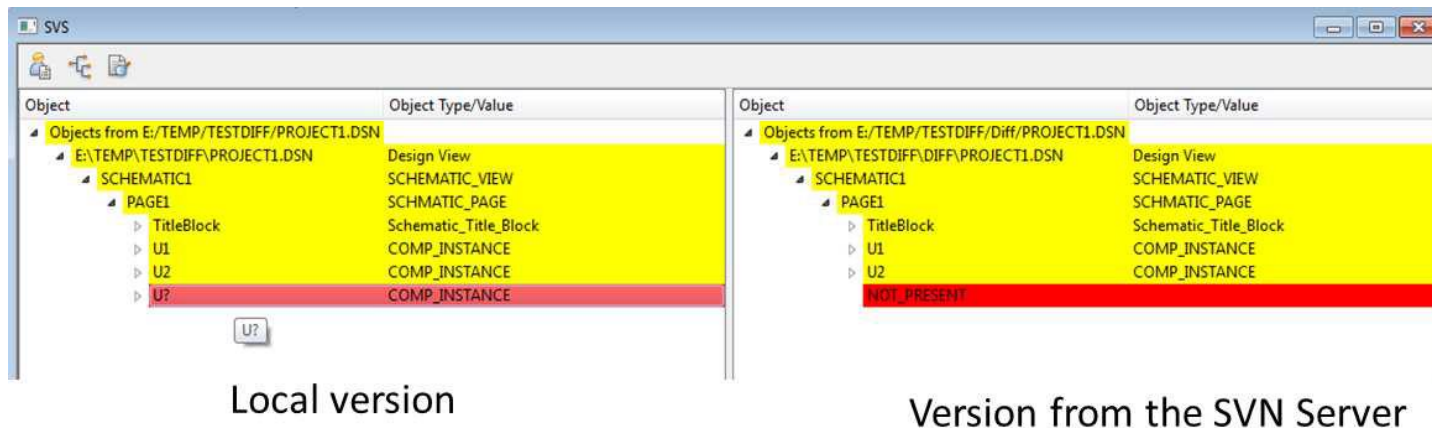 SVS
Object Object Type/Value
Objects from E:/TEMP/TESTDIFF/PROJECT1.DSN
E:\TEMP\TESTDIFF\PROJECT1.DSN Design View
SCHEMATIC1 SCHEMATIC_VIEW
PAGE1 SCHMATIC_PAGE
TitleBlock Schematic_Title_Block
U1 COMP_INSTANCE
U2 COMP_INSTANCE
U? COMP_INSTANCE
U?
Object Object Type/Value
Objects from E:/TEMP/TESTDIFF/Diff/PROJECT1.DSN
E:\TEMP\TESTDIFF\DIFF\PROJECT1.DSN Design View
SCHEMATIC1 SCHEMATIC_VIEW
PAGE1 SCHMATIC_PAGE
TitleBlock Schematic_Title_Block
U1 COMP_INSTANCE
U2 COMP_INSTANCE
NOT_PRESENT
Local version
Version from the SVN Server